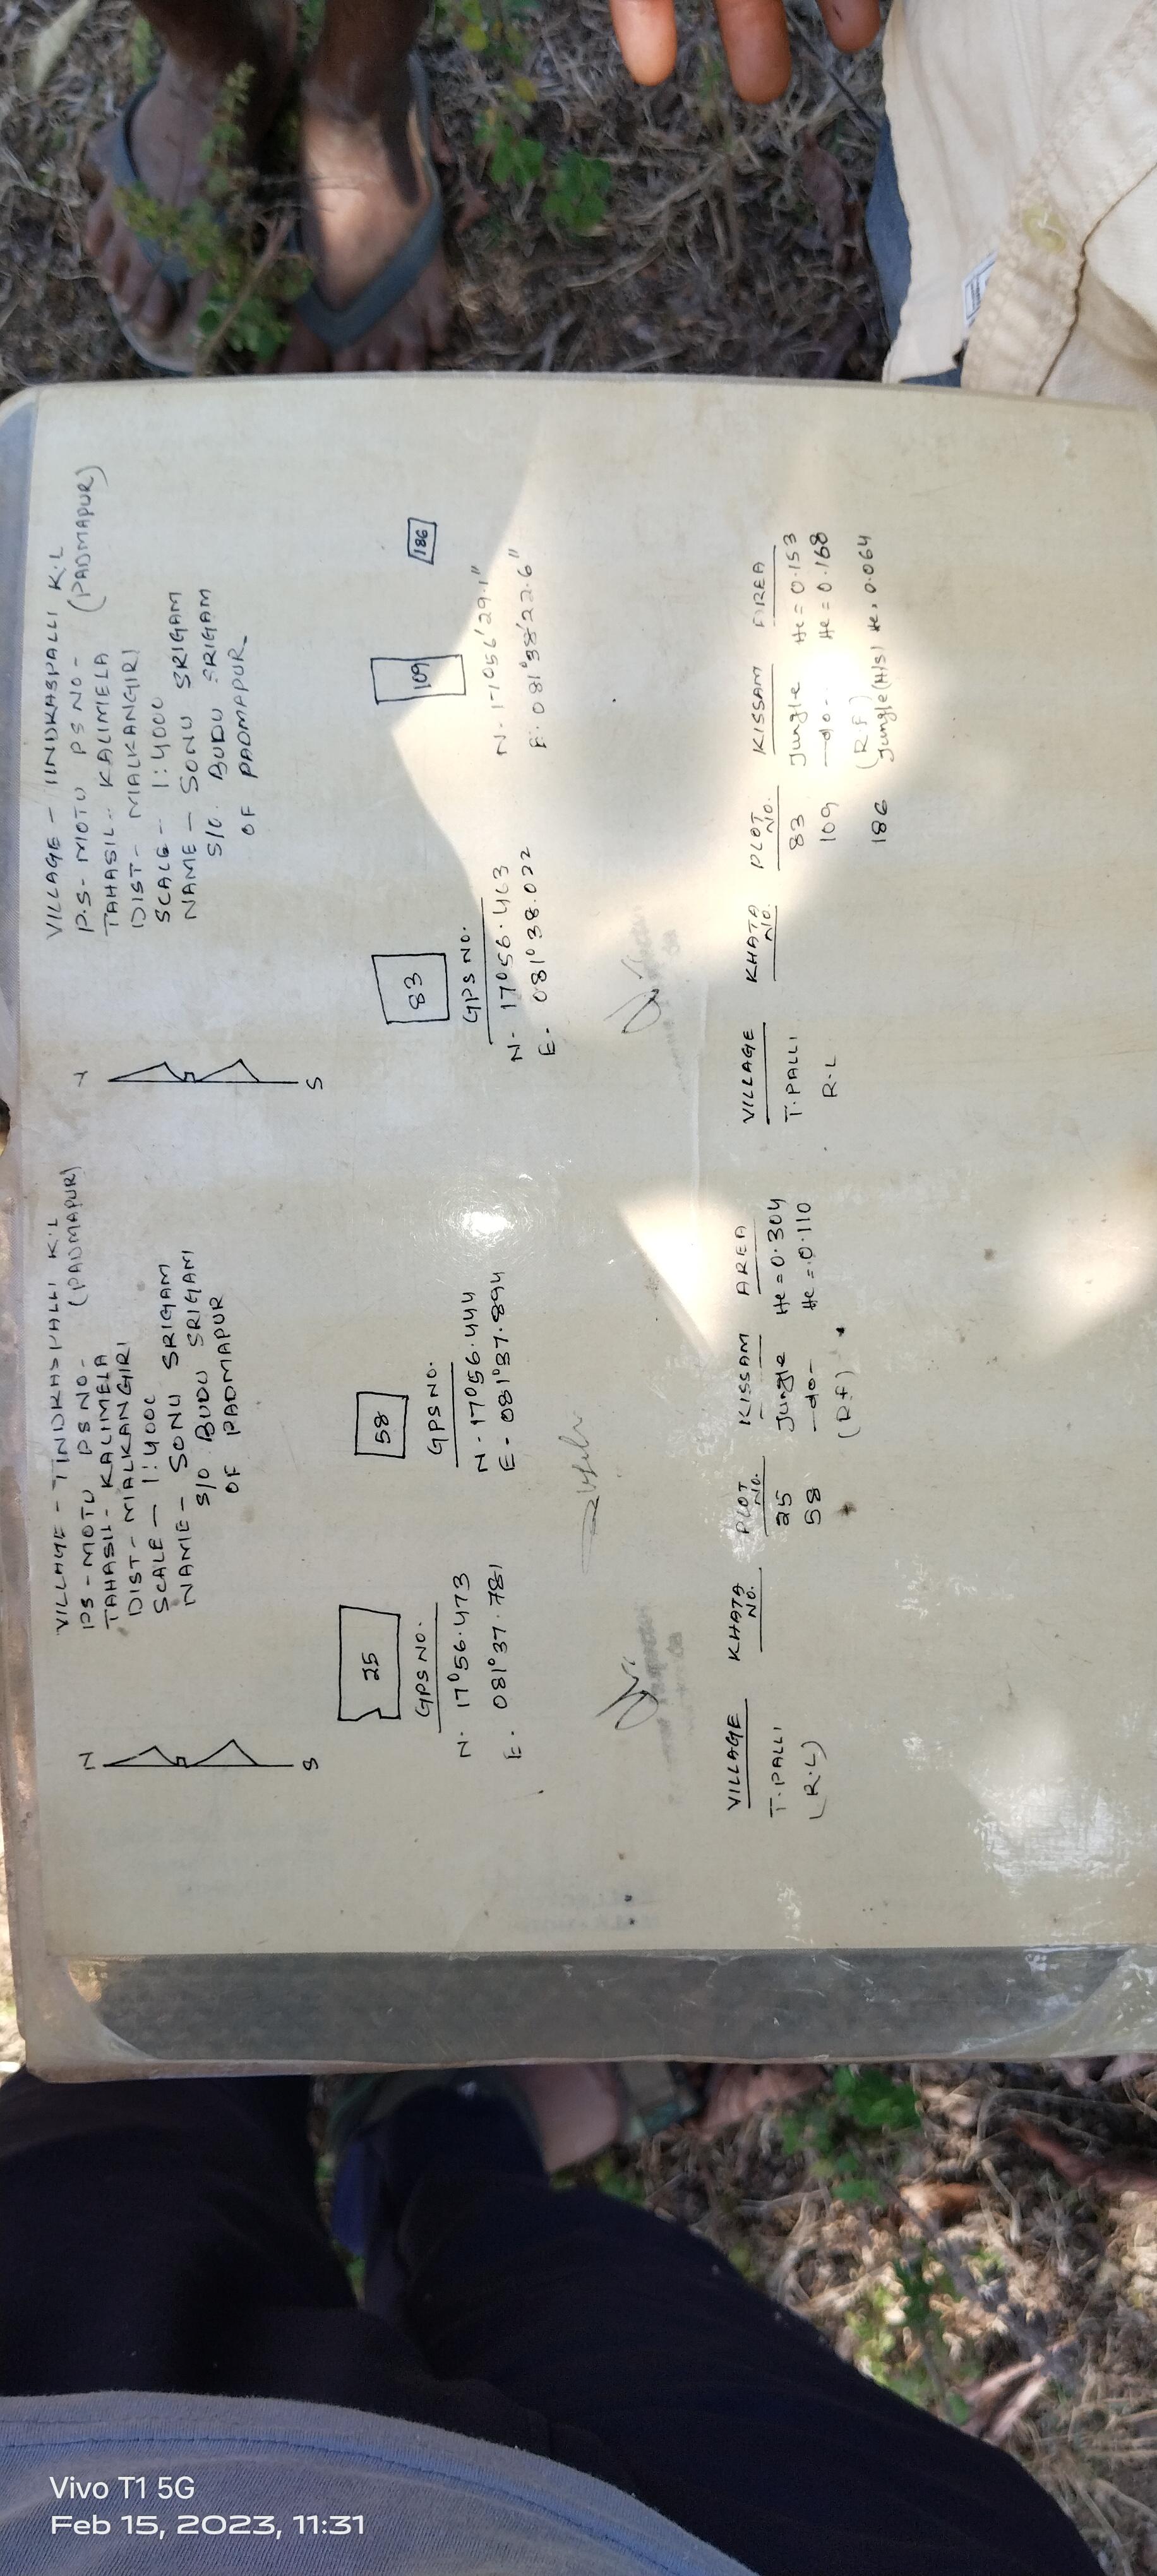 VILLAGE - TINDKASPALLI K.L
(PADMAPUR)
PS - MOTU PS NO -
TAHASIL - KALIMELA
DIST - MALKANGIRI
SCALE - 1:4000
NAME - SONU SRIGAM
S/O BUDU SRIGAM
OF PADMAPUR
N
S
25
58
GPS NO.
N. 17°56.473
E. 081°37.781
GPS NO.
N - 17°56.444
E - 081°37.894
VILLAGE KHATA NO. PLOT NO. KISSAM AREA
T. PALLI 25 Jungle He = 0.304
(R.L) 58 -do- He = 0.110
(R.F)
VILLAGE - TINDKASPALLI K.L
P.S - MOTU PS NO - (PADMAPUR)
TAHASIL - KALIMELA
DIST - MALKANGIRI
SCALE - 1:4000
NAME - SONU SRIGAM
S/O. BUDU SRIGAM
OF PADMAPUR
S
83
109
186
GPS NO.
N - 17°56.463
E - 081°38.022
N - 17°56'29.1"
E. 081°38'22.6"
VILLAGE KHATA NO. PLOT NO. KISSAM AREA
T. PALLI 83 Jungle He = 0.153
R.L 109 -do- He = 0.168
(R.F)
186 Jungle (H/s) He = 0.064
Vivo T1 5G
Feb 15, 2023, 11:31